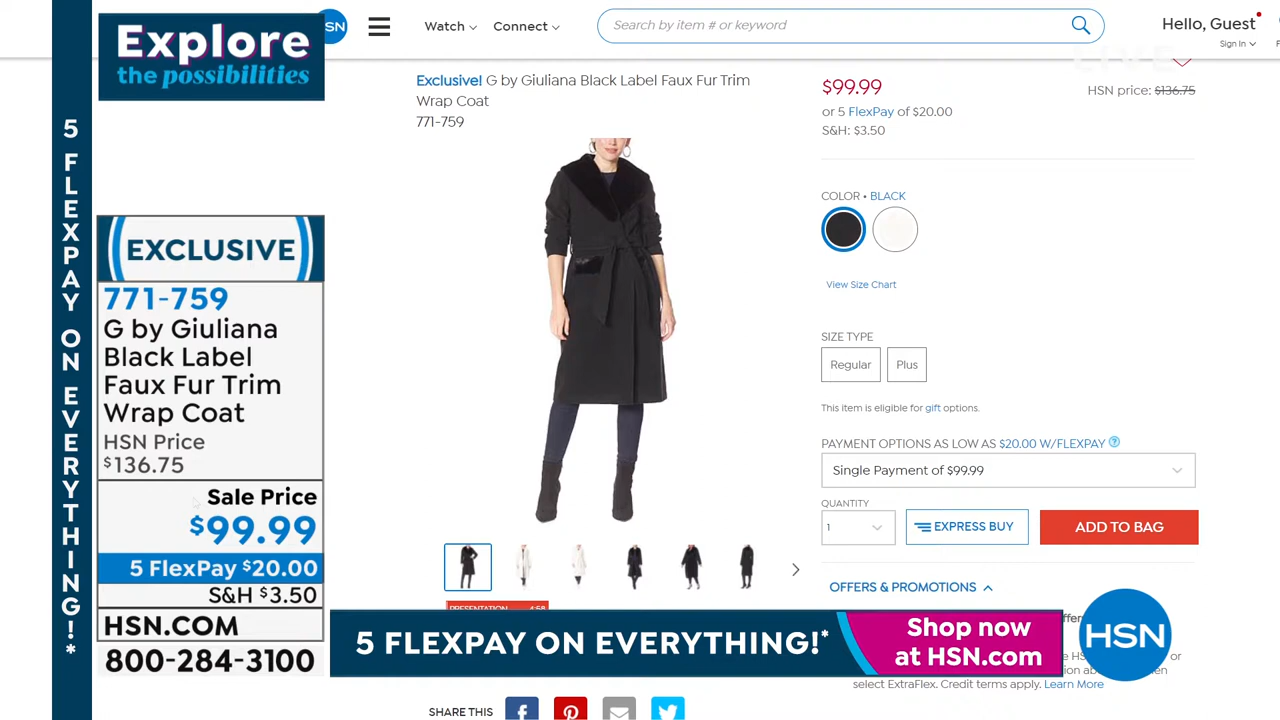 Explore
the possibilities
5 FLEXPAY ON EVERYTHING!*
EXCLUSIVE
771-759
G by Giuliana
Black Label
Faux Fur Trim
Wrap Coat
HSN Price
$136.75
Sale Price
$99.99
5 FlexPay $20.00
S&H $3.50
HSN.COM
800-284-3100
Watch
Connect
Search by item # or keyword
Hello, Guest
Sign In
LIVE
Exclusive! G by Giuliana Black Label Faux Fur Trim
Wrap Coat
771-759
$99.99
HSN price: $136.75
or 5 FlexPay of $20.00
S&H: $3.50
COLOR • BLACK
View Size Chart
SIZE TYPE
Regular
Plus
This item is eligible for gift options.
PAYMENT OPTIONS AS LOW AS $20.00 W/FLEXPAY ?
Single Payment of $99.99
QUANTITY
1
EXPRESS BUY
ADD TO BAG
OFFERS & PROMOTIONS
PRESENTATION 4:58
5 FLEXPAY ON EVERYTHING!*
Shop now
at HSN.com
HSN
select ExtraFlex. Credit terms apply. Learn More
SHARE THIS